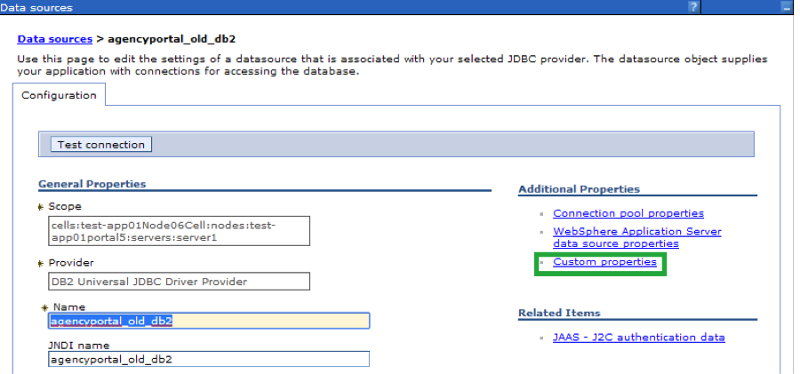 Data sources
?
Data sources > agencyportal_old_db2
Use this page to edit the settings of a datasource that is associated with your selected JDBC provider. The datasource object supplies
your application with connections for accessing the database.
Configuration
Test connection
General Properties
Scope
cells:test-app01Node06Cell:nodes:test-
app01portal5:servers:server1
Provider
DB2 Universal JDBC Driver Provider
Name
agencyportal_old_db2
JNDI name
agencyportal_old_db2
Additional Properties
Connection pool properties
WebSphere Application Server
data source properties
Custom properties
Related Items
JAAS - J2C authentication data